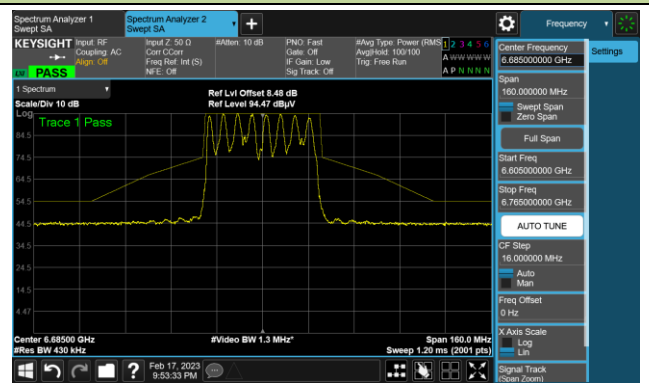 Spectrum Analyzer 1
Swept SA
Spectrum Analyzer 2
Swept SA
Frequency
KEYSIGHT
Input: RF
Coupling: AC
Align: Off
Input Z: 50 Ω
Corr CCorr
Freq Ref: Int (S)
NFE: Off
#Atten: 10 dB
PNO: Fast
Gate: Off
IF Gain: Low
Sig Track: Off
#Avg Type: Power (RMS)
Avg|Hold: 100/100
Trig: Free Run
1 2 3 4 5 6
A WW WW W
A P N N N N
PASS
1 Spectrum
Scale/Div 10 dB
Ref Lvl Offset 8.48 dB
Ref Level 94.47 dBµV
Log
Trace 1 Pass
84.5
74.5
64.5
54.5
44.5
34.5
24.5
14.5
4.47
Center 6.68500 GHz
#Res BW 430 kHz
#Video BW 1.3 MHz*
Span 160.0 MHz
Sweep 1.20 ms (2001 pts)
Feb 17, 2023
9:53:33 PM
Center Frequency
6.685000000 GHz
Settings
Span
160.000000 MHz
Swept Span
Zero Span
Full Span
Start Freq
6.605000000 GHz
Stop Freq
6.765000000 GHz
AUTO TUNE
CF Step
16.000000 MHz
Auto
Man
Freq Offset
0 Hz
X Axis Scale
Log
Lin
Signal Track
(Span Zoom)